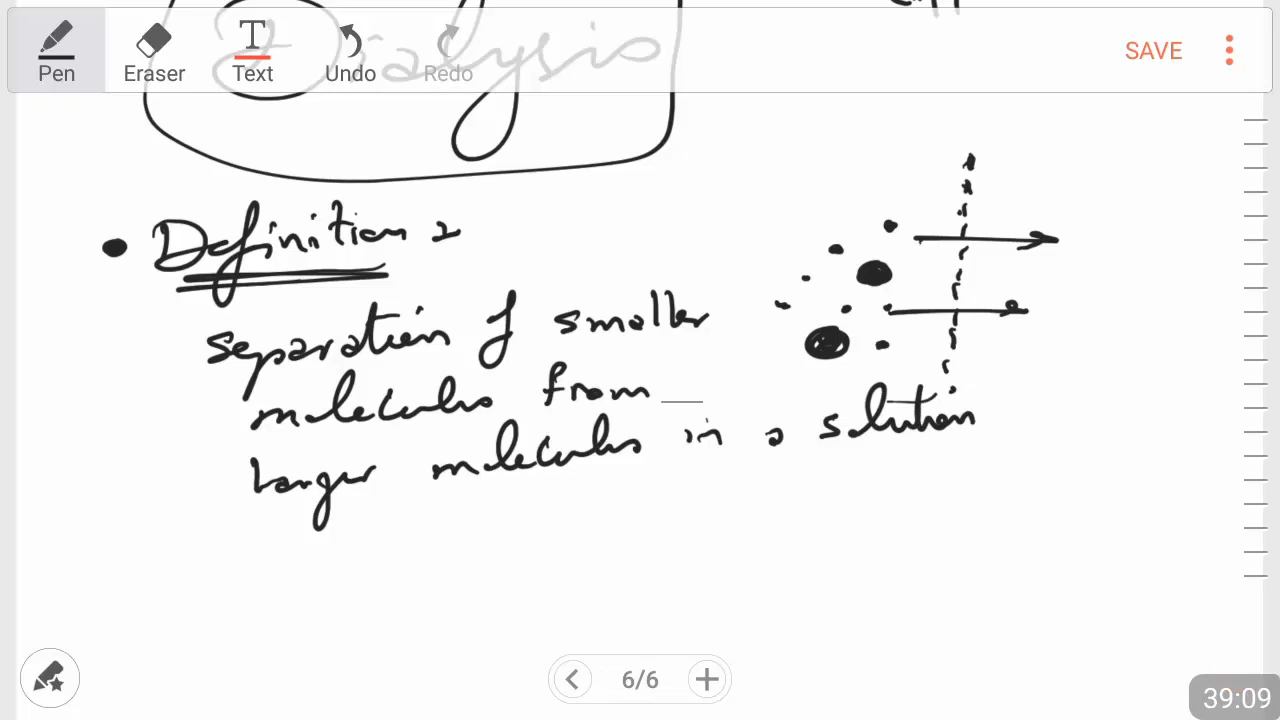 Pen
Eraser
Text
Undo
Redo
SAVE
Dialysis
Definition :
separation of smaller
molecules from
larger molecules in a solution
6/6
39:09